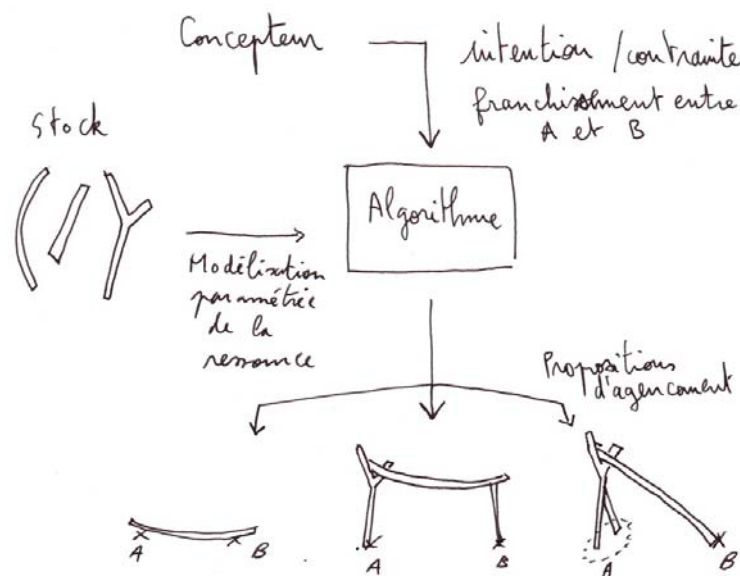 Concepteur
intention / contrainte
franchissement entre
A et B
Stock
Algorithme
Modélisation
paramétrée
de la
ressource
Propositions
d'agencement
A
B
A
B
A
B